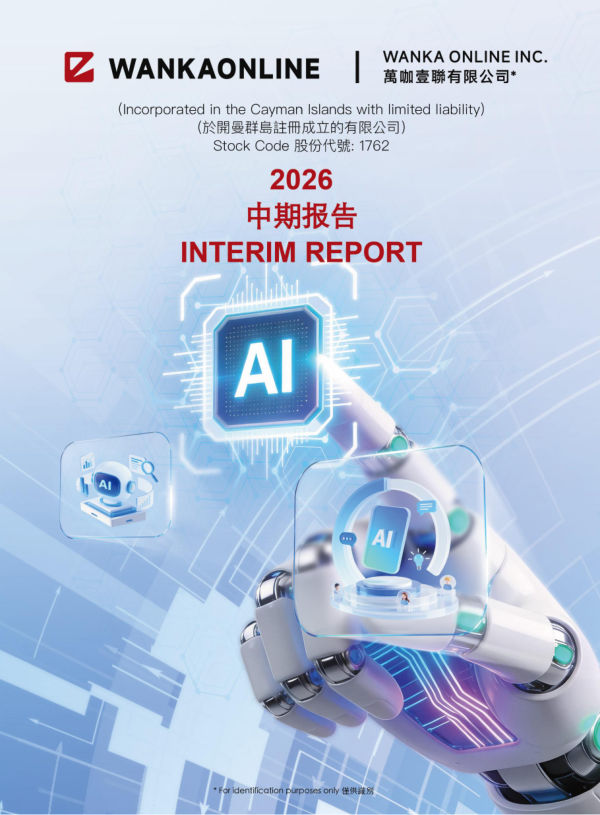 WANKAONLINE
WANKA ONLINE INC.
萬咖壹聯有限公司*
(Incorporated in the Cayman Islands with limited liability)
(於開曼群島註冊成立的有限公司)
Stock Code 股份代號: 1762
2026
中期报告
INTERIM REPORT
AI
AI
AI
* For identification purposes only 僅供識別